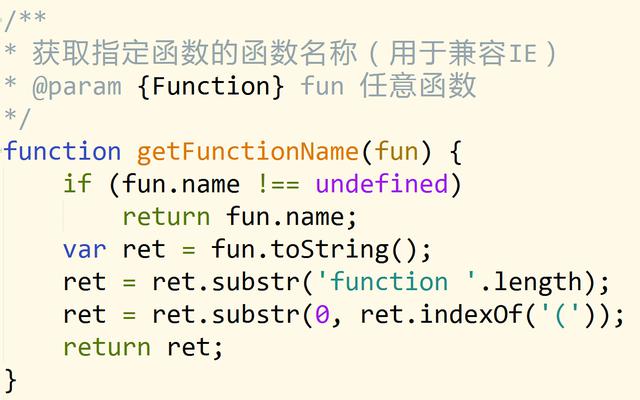 /**
* 获取指定函数的函数名称（用于兼容IE）
* @param {Function} fun 任意函数
*/
function getFunctionName(fun) {
    if (fun.name !== undefined)
        return fun.name;
    var ret = fun.toString();
    ret = ret.substr('function '.length);
    ret = ret.substr(0, ret.indexOf('('));
    return ret;
}